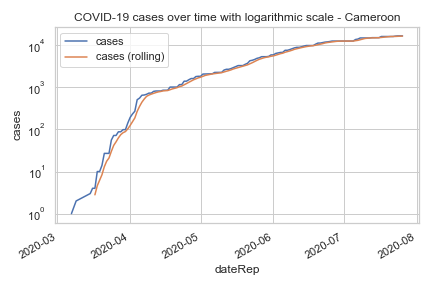 COVID-19 cases over time with logarithmic scale - Cameroon
cases
cases (rolling)
10⁴
10³
10²
10¹
10⁰
cases
2020-03
2020-04
2020-05
2020-06
2020-07
2020-08
dateRep